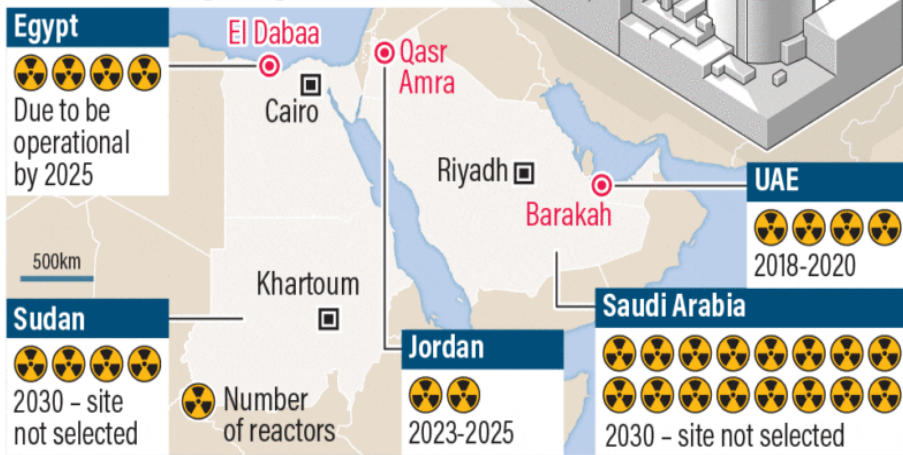 Egypt
Due to be
operational
by 2025
El Dabaa
Cairo
Qasr
Amra
Riyadh
Barakah
UAE
2018-2020
500km
Khartoum
Sudan
2030 – site
not selected
Number
of reactors
Jordan
2023-2025
Saudi Arabia
2030 – site not selected